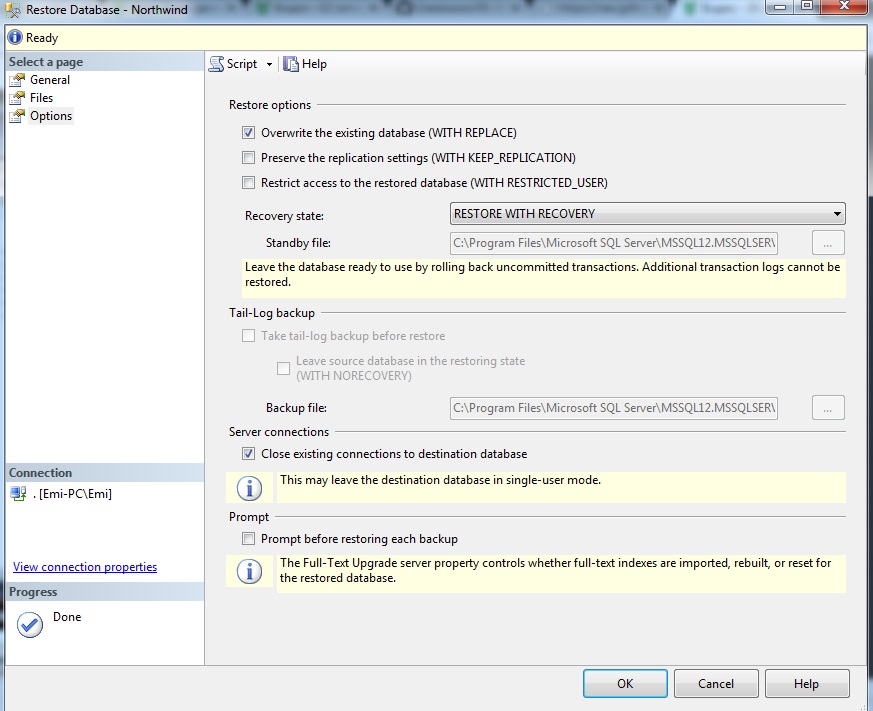 Restore Database - Northwind
Ready
Select a page
General
Files
Options
Script
Help
Restore options
Overwrite the existing database (WITH REPLACE)
Preserve the replication settings (WITH KEEP_REPLICATION)
Restrict access to the restored database (WITH RESTRICTED_USER)
Recovery state:
RESTORE WITH RECOVERY
Standby file:
C:\Program Files\Microsoft SQL Server\MSSQL12.MSSQLSER\
...
Leave the database ready to use by rolling back uncommitted transactions. Additional transaction logs cannot be
restored.
Tail-Log backup
Take tail-log backup before restore
Leave source database in the restoring state
(WITH NORECOVERY)
Backup file:
C:\Program Files\Microsoft SQL Server\MSSQL12.MSSQLSER\
...
Server connections
Close existing connections to destination database
This may leave the destination database in single-user mode.
Prompt
Prompt before restoring each backup
The Full-Text Upgrade server property controls whether full-text indexes are imported, rebuilt, or reset for
the restored database.
Connection
. [Emi-PC\Emi]
View connection properties
Progress
Done
OK
Cancel
Help